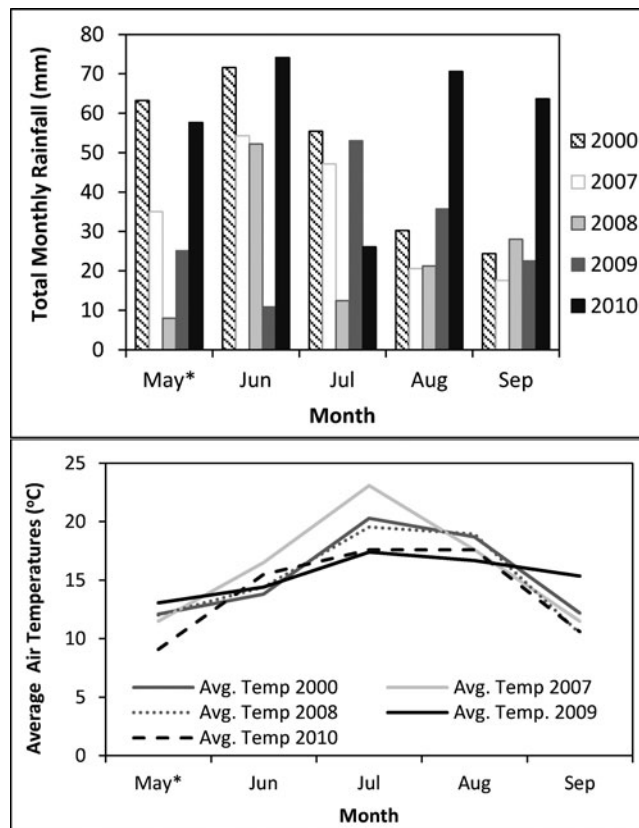 80
70
60
50
40
30
20
10
0
Total Monthly Rainfall (mm)
May* Jun Jul Aug Sep
Month
2000
2007
2008
2009
2010
25
20
15
10
5
0
Average Air Temperatures (ºC)
Avg. Temp 2000 Avg. Temp 2007
Avg. Temp 2008 Avg. Temp. 2009
Avg. Temp 2010
May* Jun Jul Aug Sep
Month